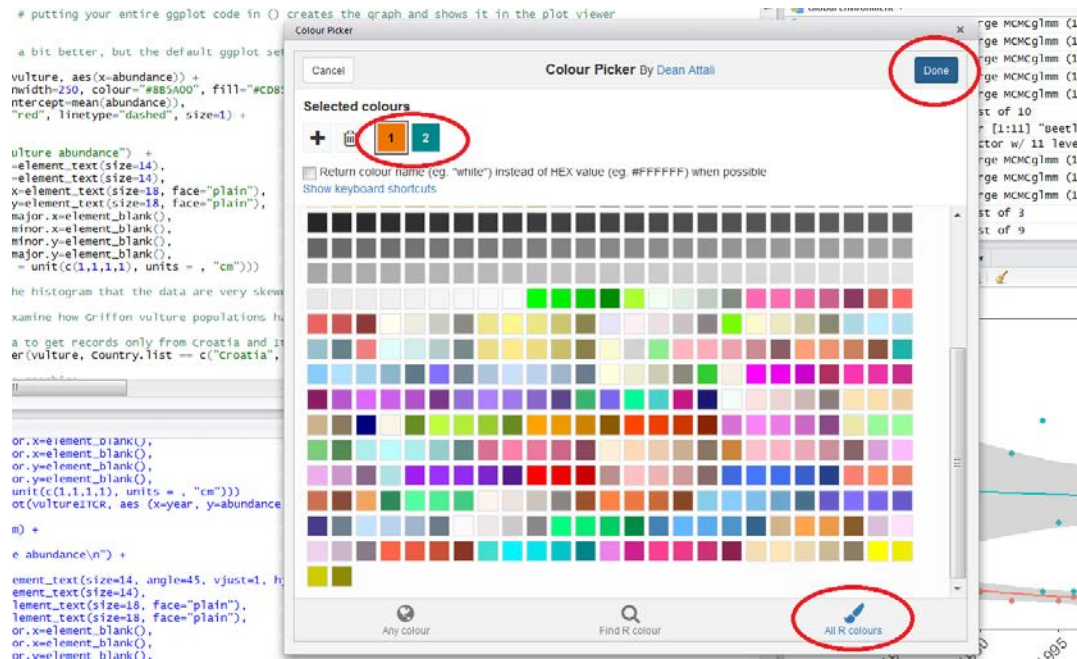 # putting your entire ggplot code in () creates the graph and shows it in the plot viewer
a bit better, but the default ggplot set
vulture, aes(x=abundance)) +
nwidth=250, colour="#8B5A00", fill="#CD85
ntercept=mean(abundance)),
"red", linetype="dashed", size=1) +
ulture abundance") +
=element_text(size=14),
=element_text(size=14),
x=element_text(size=18, face="plain"),
y=element_text(size=18, face="plain"),
major.x=element_blank(),
minor.x=element_blank(),
minor.y=element_blank(),
major.y=element_blank(),
= unit(c(1,1,1,1), units = , "cm")))
he histogram that the data are very skew
xamine how Griffon vulture populations h
a to get records only from Croatia and It
er(vulture, Country.list == c("Croatia",
or.x=element_blank(),
or.x=element_blank(),
or.y=element_blank(),
or.y=element_blank(),
unit(c(1,1,1,1), units = , "cm")))
ot(vultureITCR, aes (x=year, y=abundance
m) +
e abundance\n") +
ement_text(size=14, angle=45, vjust=1, h
ement_text(size=14),
lement_text(size=18, face="plain"),
lement_text(size=18, face="plain"),
or.x=element_blank(),
or.x=element_blank(),
or.y=element_blank(),
Colour Picker
Cancel
Colour Picker By Dean Attali
Done
Selected colours
1 2
Return colour name (eg. "white") instead of HEX value (eg. #FFFFFF) when possible
Show keyboard shortcuts
Any colour
Find R colour
All R colours
Global Environment
rge MCMCglmm (1
rge MCMCglmm (1
rge MCMCglmm (1
rge MCMCglmm (1
rge MCMCglmm (1
st of 10
r [1:11] "Beetl
ctor w/ 11 leve
rge MCMCglmm (1
rge MCMCglmm (1
rge MCMCglmm (1
st of 3
st of 9
1995